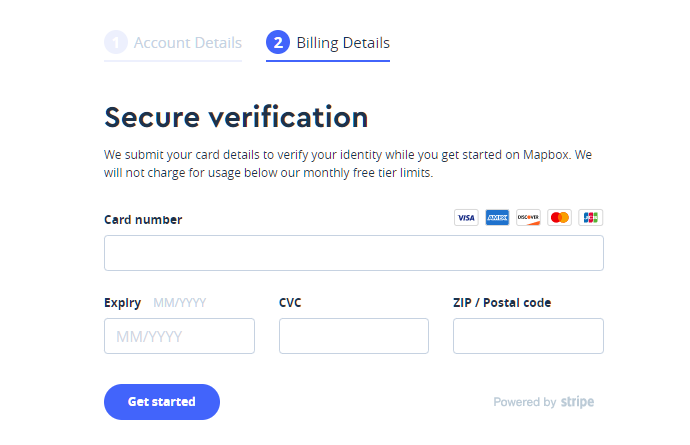 1 Account Details 2 Billing Details
Secure verification
We submit your card details to verify your identity while you get started on Mapbox. We
will not charge for usage below our monthly free tier limits.
Card number VISA AMEX DISCOVER JCB
Expiry MM/YYYY CVC ZIP / Postal code
MM/YYYY
Get started Powered by stripe